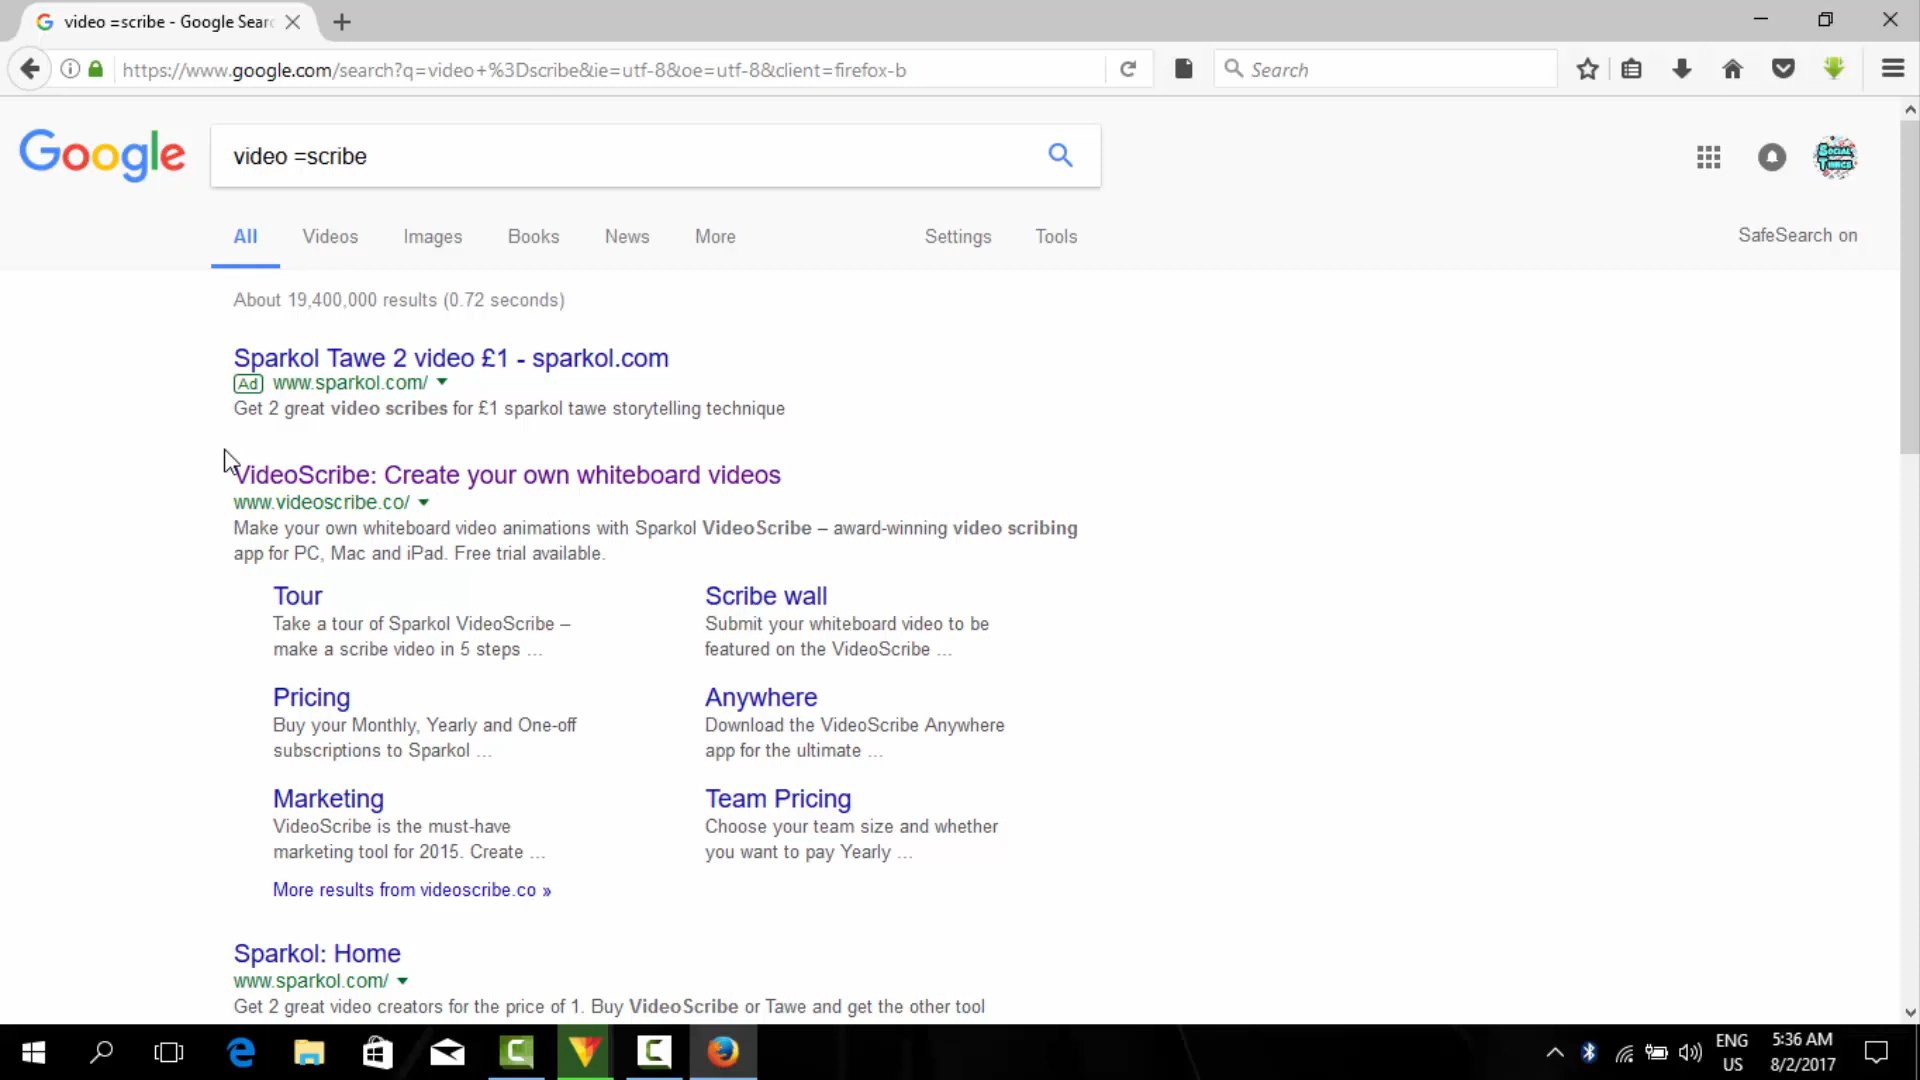 video =scribe - Google Sear
https://www.google.com/search?q=video+%3Dscribe&ie=utf-8&oe=utf-8&client=firefox-b
Search
Google
video =scribe
SOCIAL
THINGS
All Videos Images Books News More Settings Tools
SafeSearch on
About 19,400,000 results (0.72 seconds)
Sparkol Tawe 2 video £1 - sparkol.com
Ad www.sparkol.com/
Get 2 great video scribes for £1 sparkol tawe storytelling technique
VideoScribe: Create your own whiteboard videos
www.videoscribe.co/
Make your own whiteboard video animations with Sparkol VideoScribe – award-winning video scribing
app for PC, Mac and iPad. Free trial available.
Tour
Take a tour of Sparkol VideoScribe –
make a scribe video in 5 steps ...
Scribe wall
Submit your whiteboard video to be
featured on the VideoScribe ...
Pricing
Buy your Monthly, Yearly and One-off
subscriptions to Sparkol ...
Anywhere
Download the VideoScribe Anywhere
app for the ultimate ...
Marketing
VideoScribe is the must-have
marketing tool for 2015. Create ...
Team Pricing
Choose your team size and whether
you want to pay Yearly ...
More results from videoscribe.co »
Sparkol: Home
www.sparkol.com/
Get 2 great video creators for the price of 1. Buy VideoScribe or Tawe and get the other tool
ENG
US
5:36 AM
8/2/2017